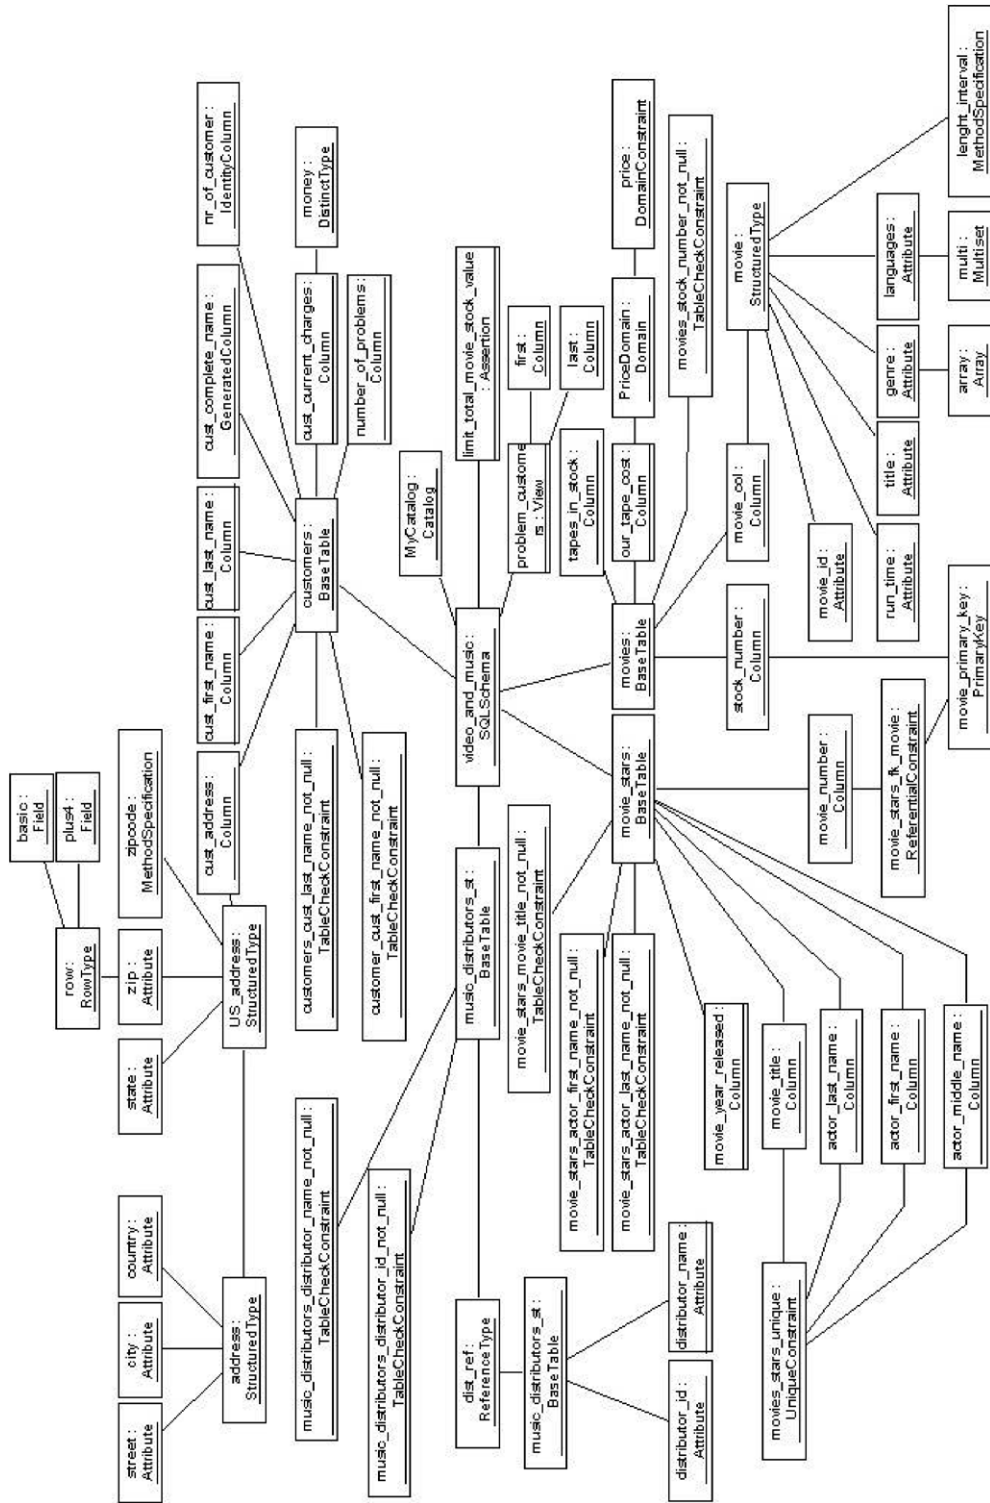 basic :
Field
row :
RowType
plus4 :
Field
street :
Attribute
city :
Attribute
country :
Attribute
state :
Attribute
zip :
Attribute
zipcode :
MethodSpecification
address :
StructuredType
US_address :
StructuredType
cust_address :
Column
cust_first_name :
Column
cust_last_name :
Column
cust_complete_name :
GeneratedColumn
nr_of_customer :
IdentityColumn
music_distributors_distributor_name_not_null :
TableCheckConstraint
customers_cust_last_name_not_null :
TableCheckConstraint
customers :
BaseTable
cust_current_charges :
Column
money :
DistinctType
music_distributors_distributor_id_not_null :
TableCheckConstraint
customer_cust_first_name_not_null :
TableCheckConstraint
number_of_problems :
Column
MyCatalog :
Catalog
dist_ref :
ReferenceType
music_distributors_st :
BaseTable
video_and_music :
SQLSchema
limit_total_movie_stock_value
: Assertion
music_distributors_st :
BaseTable
movie_stars_movie_title_not_null :
TableCheckConstraint
problem_custome
rs : View
first :
Column
movie_stars_actor_first_name_not_null :
TableCheckConstraint
tapes_in_stock :
Column
last :
Column
movie_stars_actor_last_name_not_null :
TableCheckConstraint
movie_stars :
BaseTable
movies :
BaseTable
our_tape_cost :
Column
PriceDomain :
Domain
price :
DomainConstraint
distributor_id :
Attribute
distributor_name :
Attribute
movie_year_released :
Column
movies_stock_number_not_null :
TableCheckConstraint
movies_stars_unique :
UniqueConstraint
movie_title :
Column
movie_number :
Column
stock_number :
Column
movie_col :
Column
movie :
StructuredType
actor_last_name :
Column
movie_id :
Attribute
actor_first_name :
Column
movie_stars_fk_movie :
ReferentialConstraint
run_time :
Attribute
title :
Attribute
genre :
Attribute
languages :
Attribute
lenght_interval :
MethodSpecification
actor_middle_name :
Column
movie_primary_key :
PrimaryKey
array :
Array
multi :
Multiset